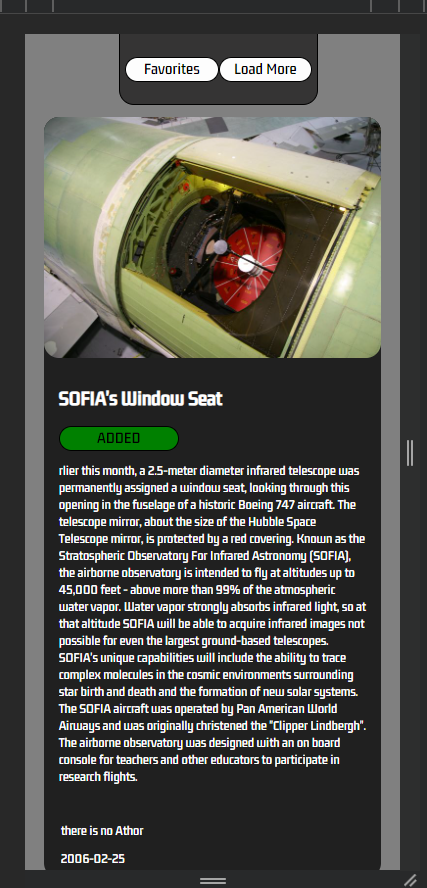 Favorites Load More
SOFIA's Window Seat
ADDED
rlier this month, a 2.5-meter diameter infrared telescope was
permanently assigned a window seat, looking through this
opening in the fuselage of a historic Boeing 747 aircraft. The
telescope mirror, about the size of the Hubble Space
Telescope mirror, is protected by a red covering. Known as the
Stratospheric Observatory For Infrared Astronomy (SOFIA),
the airborne observatory is intended to fly at altitudes up to
45,000 feet - above more than 99% of the atmospheric
water vapor. Water vapor strongly absorbs infrared light, so at
that altitude SOFIA will be able to acquire infrared images not
possible for even the largest ground-based telescopes.
SOFIA's unique capabilities will include the ability to trace
complex molecules in the cosmic environments surrounding
star birth and death and the formation of new solar systems.
The SOFIA aircraft was operated by Pan American World
Airways and was originally christened the "Clipper Lindbergh".
The airborne observatory was designed with an on board
console for teachers and other educators to participate in
research flights.
there is no Athor
2006-02-25